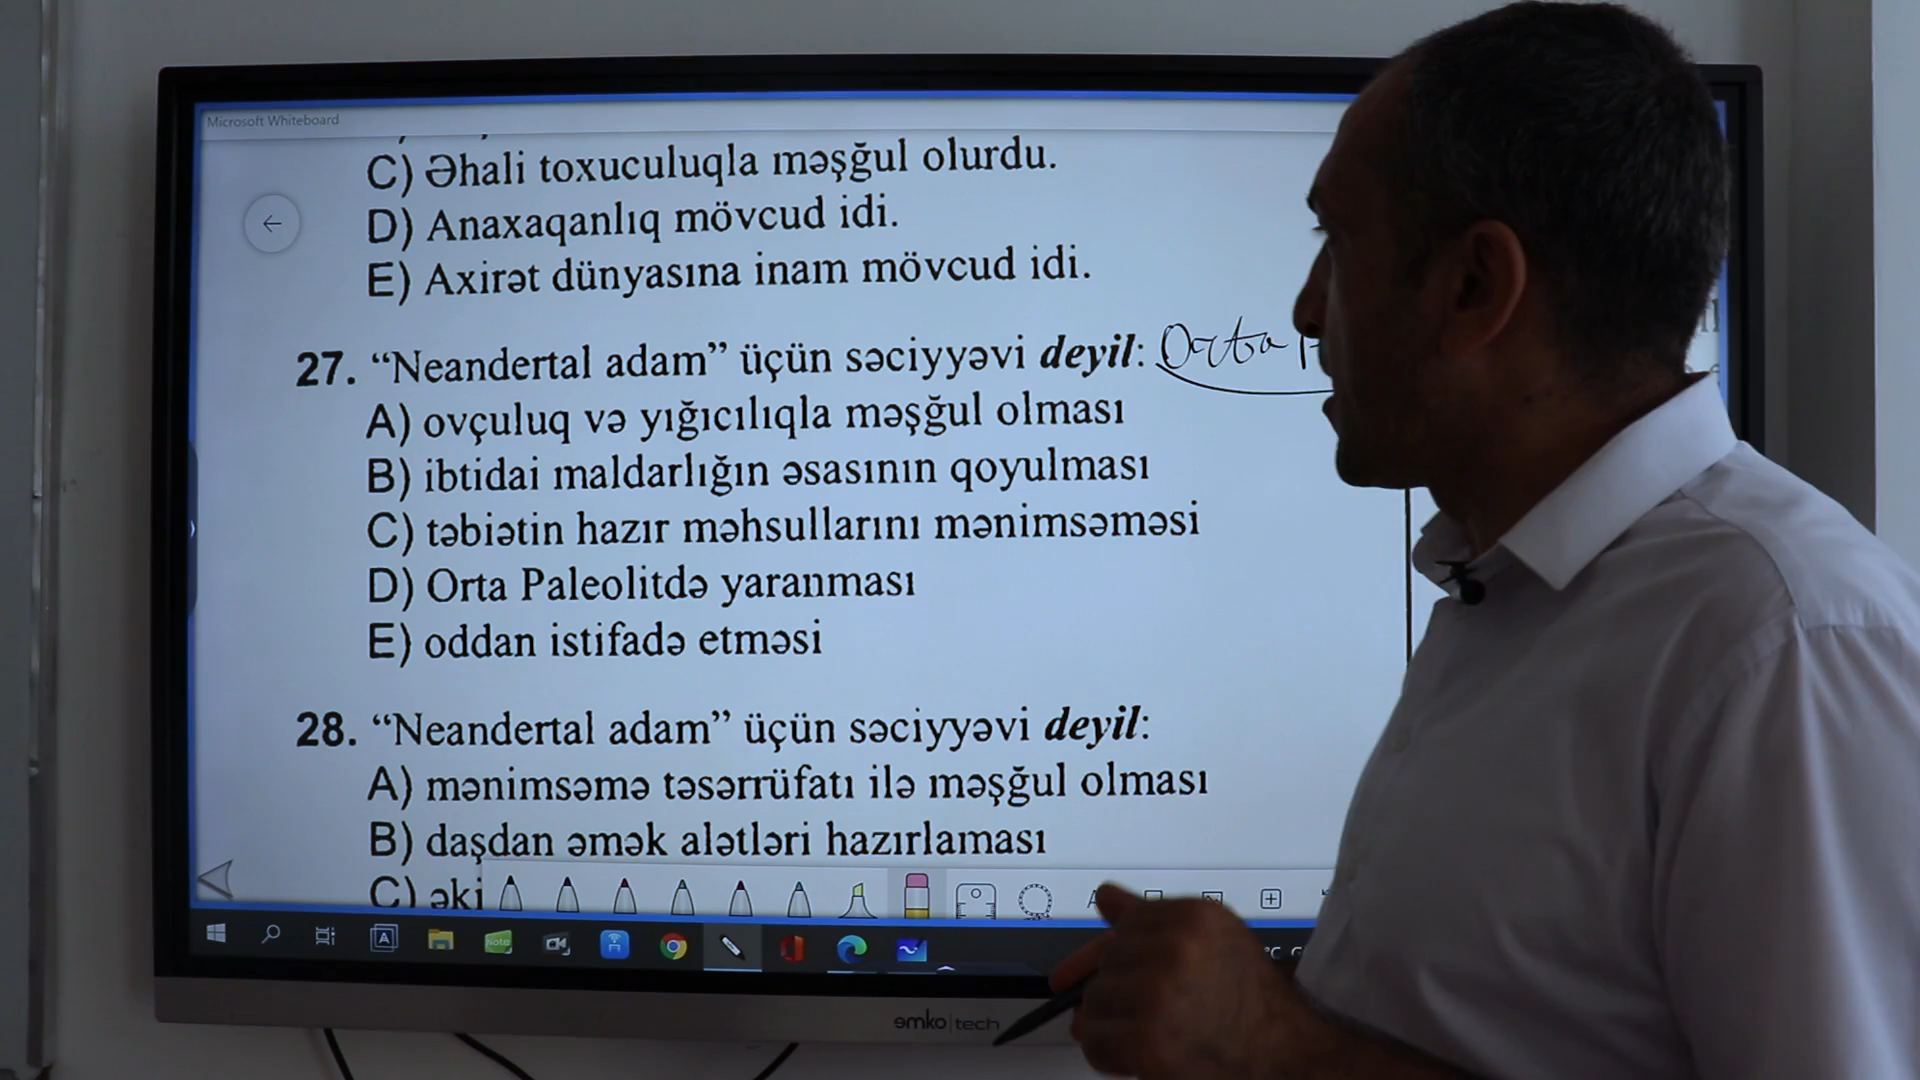 Microsoft Whiteboard
C) Əhali toxuculuqla məşğul olurdu.
D) Anaxaqanlıq mövcud idi.
E) Axirət dünyasına inam mövcud idi.
27. “Neandertal adam” üçün səciyyəvi deyil: Orta
A) ovçuluq və yığıcılıqla məşğul olması
B) ibtidai maldarlığın əsasının qoyulması
C) təbiətin hazır məhsullarını mənimsəməsi
D) Orta Paleolitdə yaranması
E) oddan istifadə etməsi
28. “Neandertal adam” üçün səciyyəvi deyil:
A) mənimsəmə təsərrüfatı ilə məşğul olması
B) daşdan əmək alətləri hazırlaması
C) əki
emko|tech